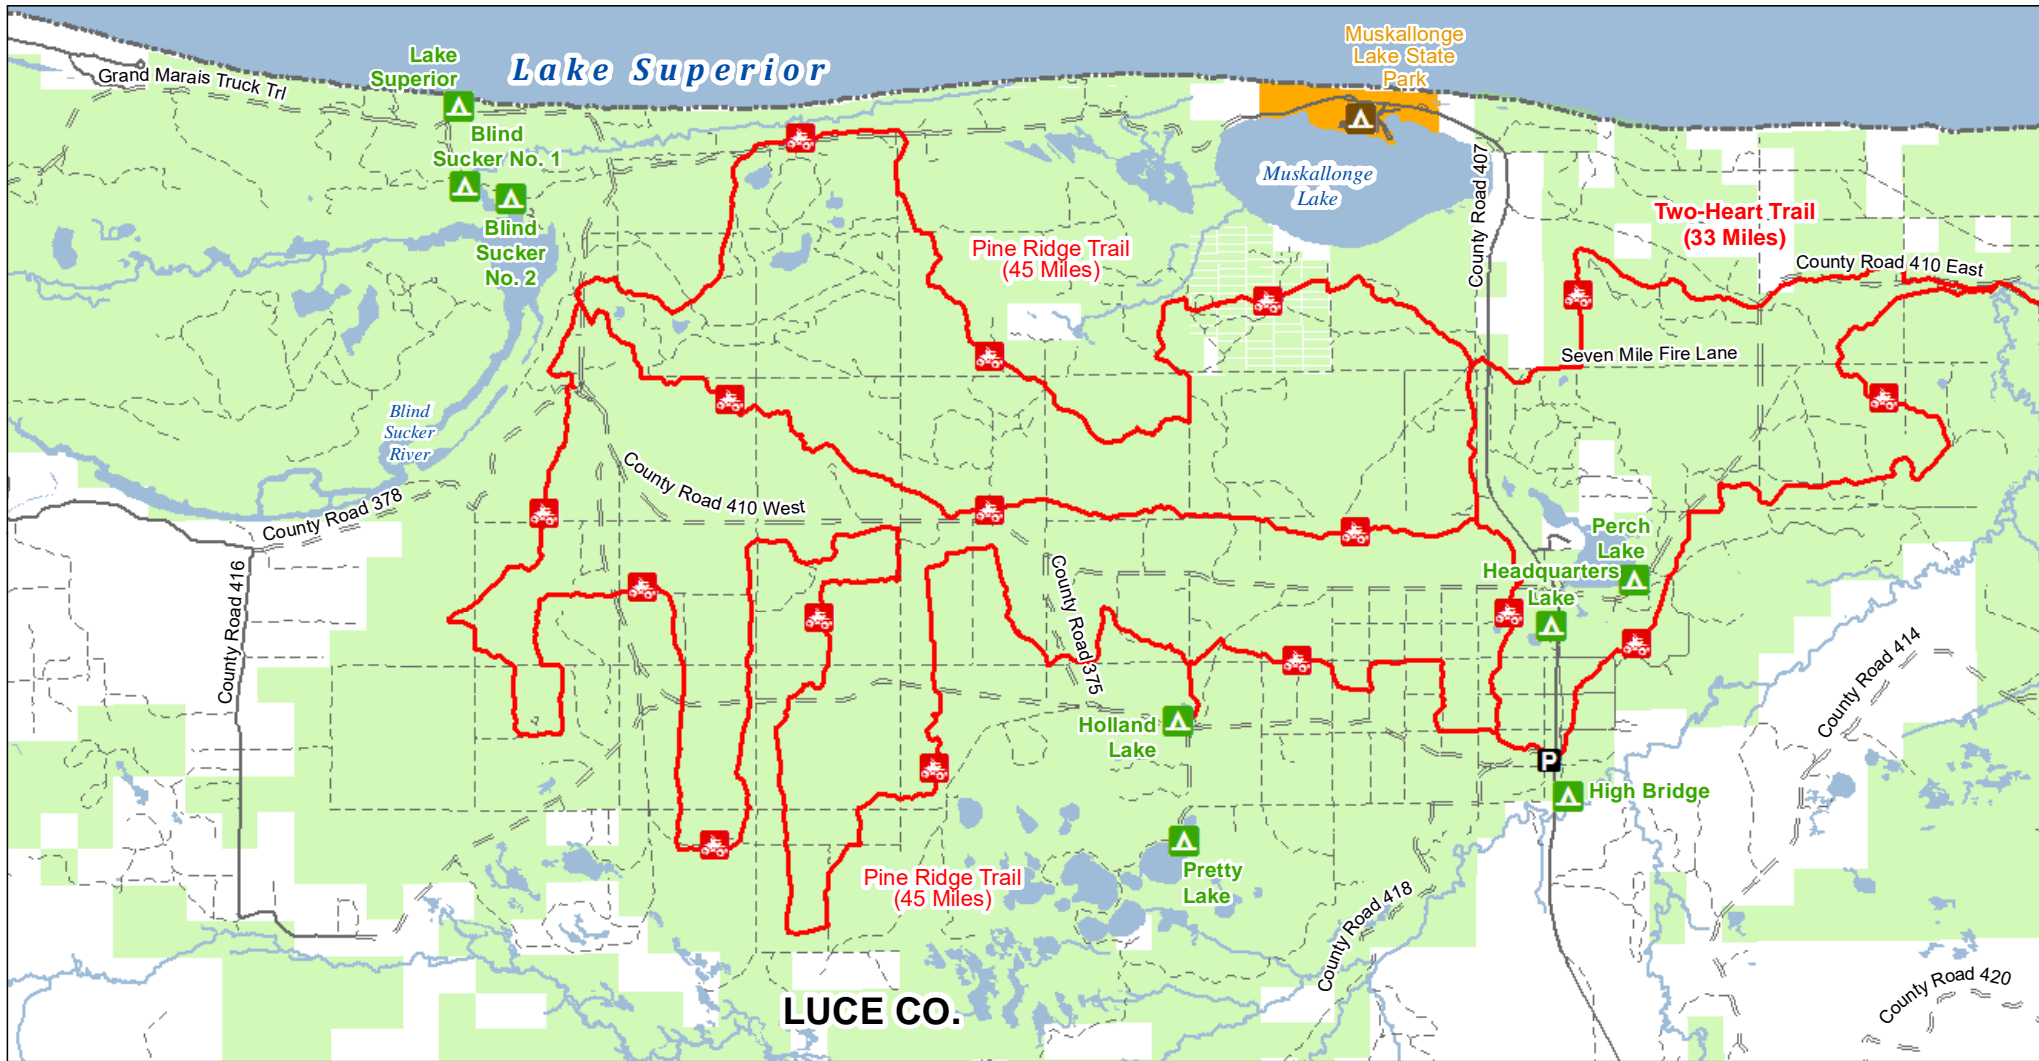 Lake
Superior
Lake Superior
Muskallonge
Lake State
Park
Grand Marais Truck Trl
Blind
Sucker No. 1
Blind
Sucker
No. 2
Muskallonge
Lake
County Road 407
Two-Heart Trail
(33 Miles)
Pine Ridge Trail
(45 Miles)
County Road 410 East
Seven Mile Fire Lane
Blind
Sucker
River
County Road 410 West
County Road 378
Perch
Lake
Headquarters
Lake
County Road 416
County Road 375
County Road 414
Holland
Lake
P
High Bridge
Pine Ridge Trail
(45 Miles)
Pretty
Lake
County Road 418
County Road 420
LUCE CO.